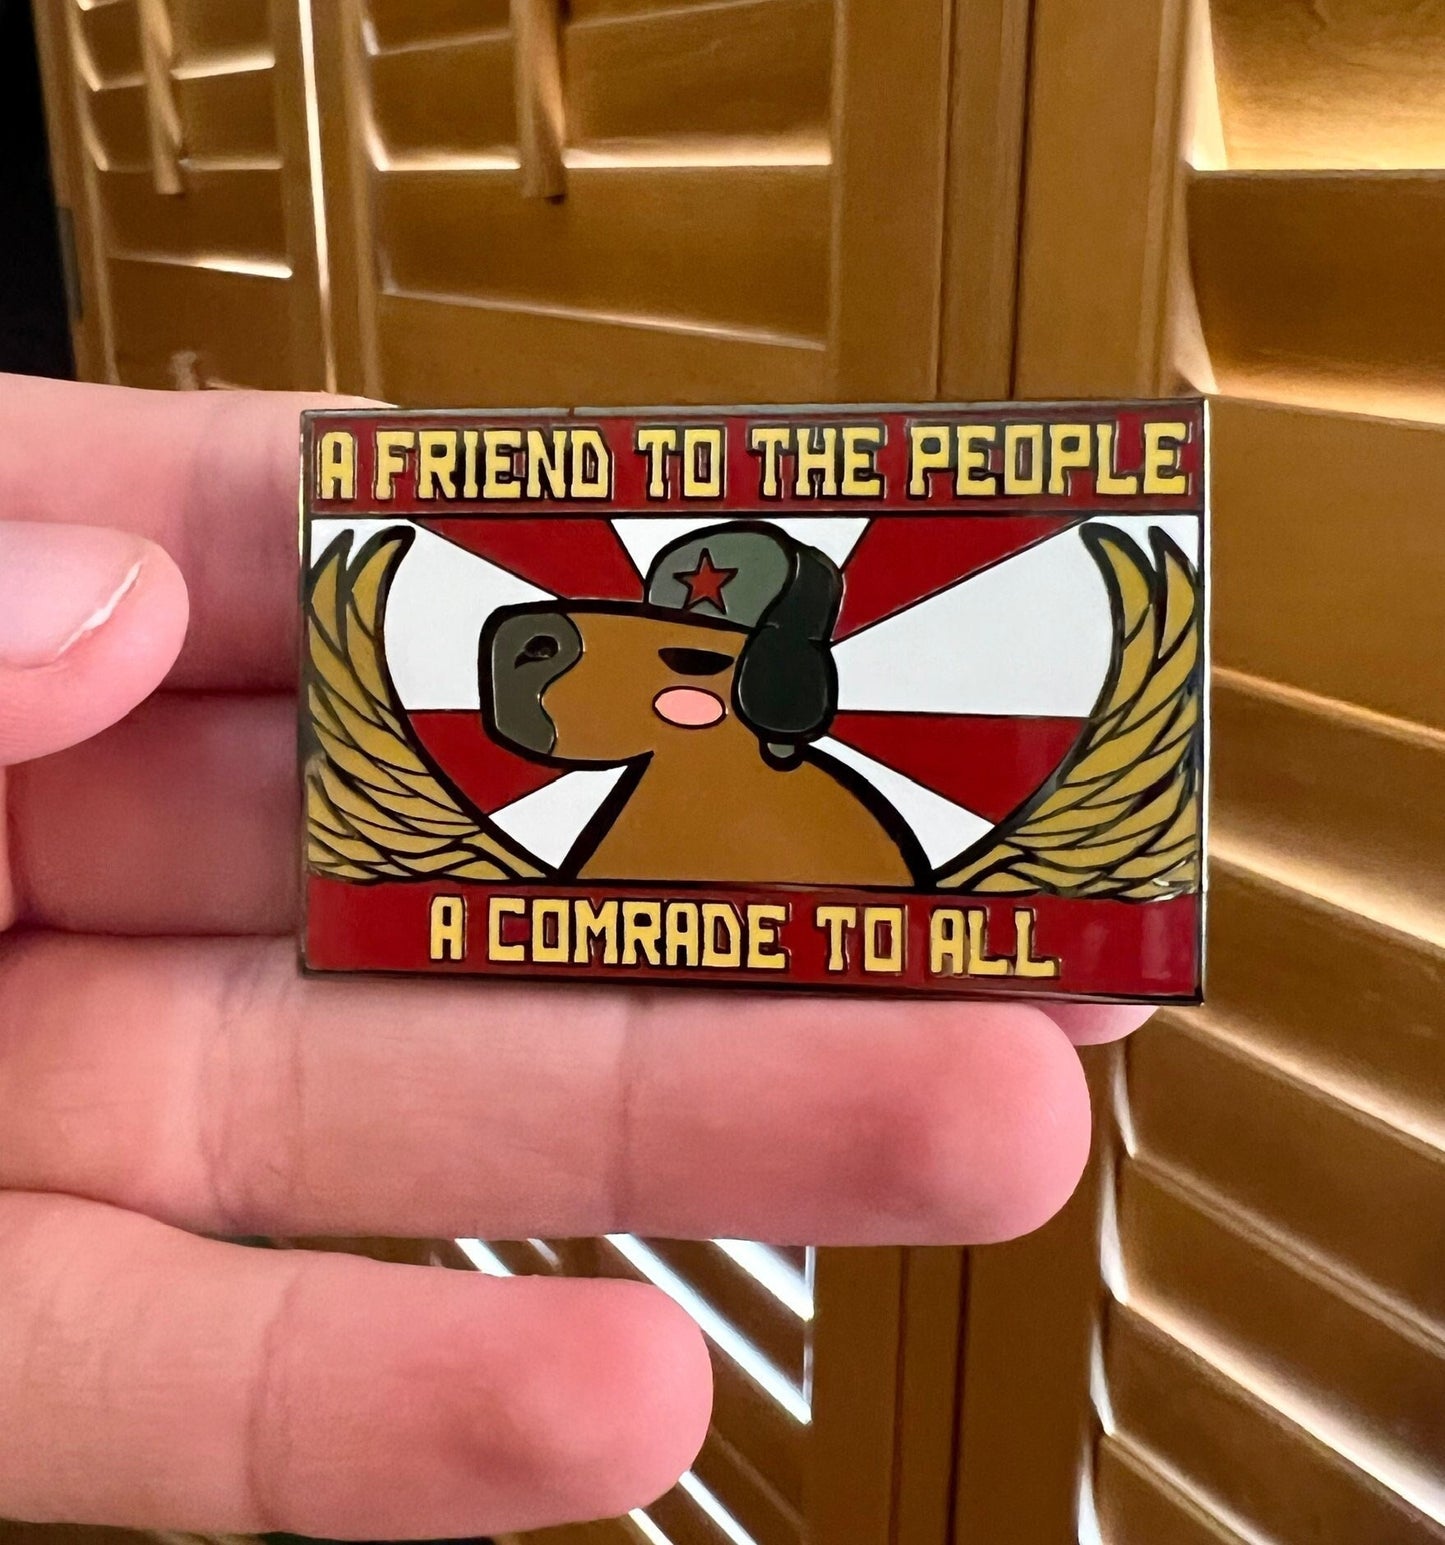 A FRIEND TO THE PEOPLE
A COMRADE TO ALL